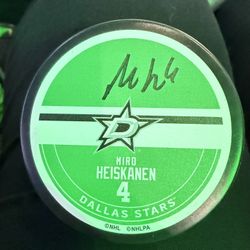 D
MIRO
HEISKANEN
4
DALLAS STARS
©NHL ©NHLPA